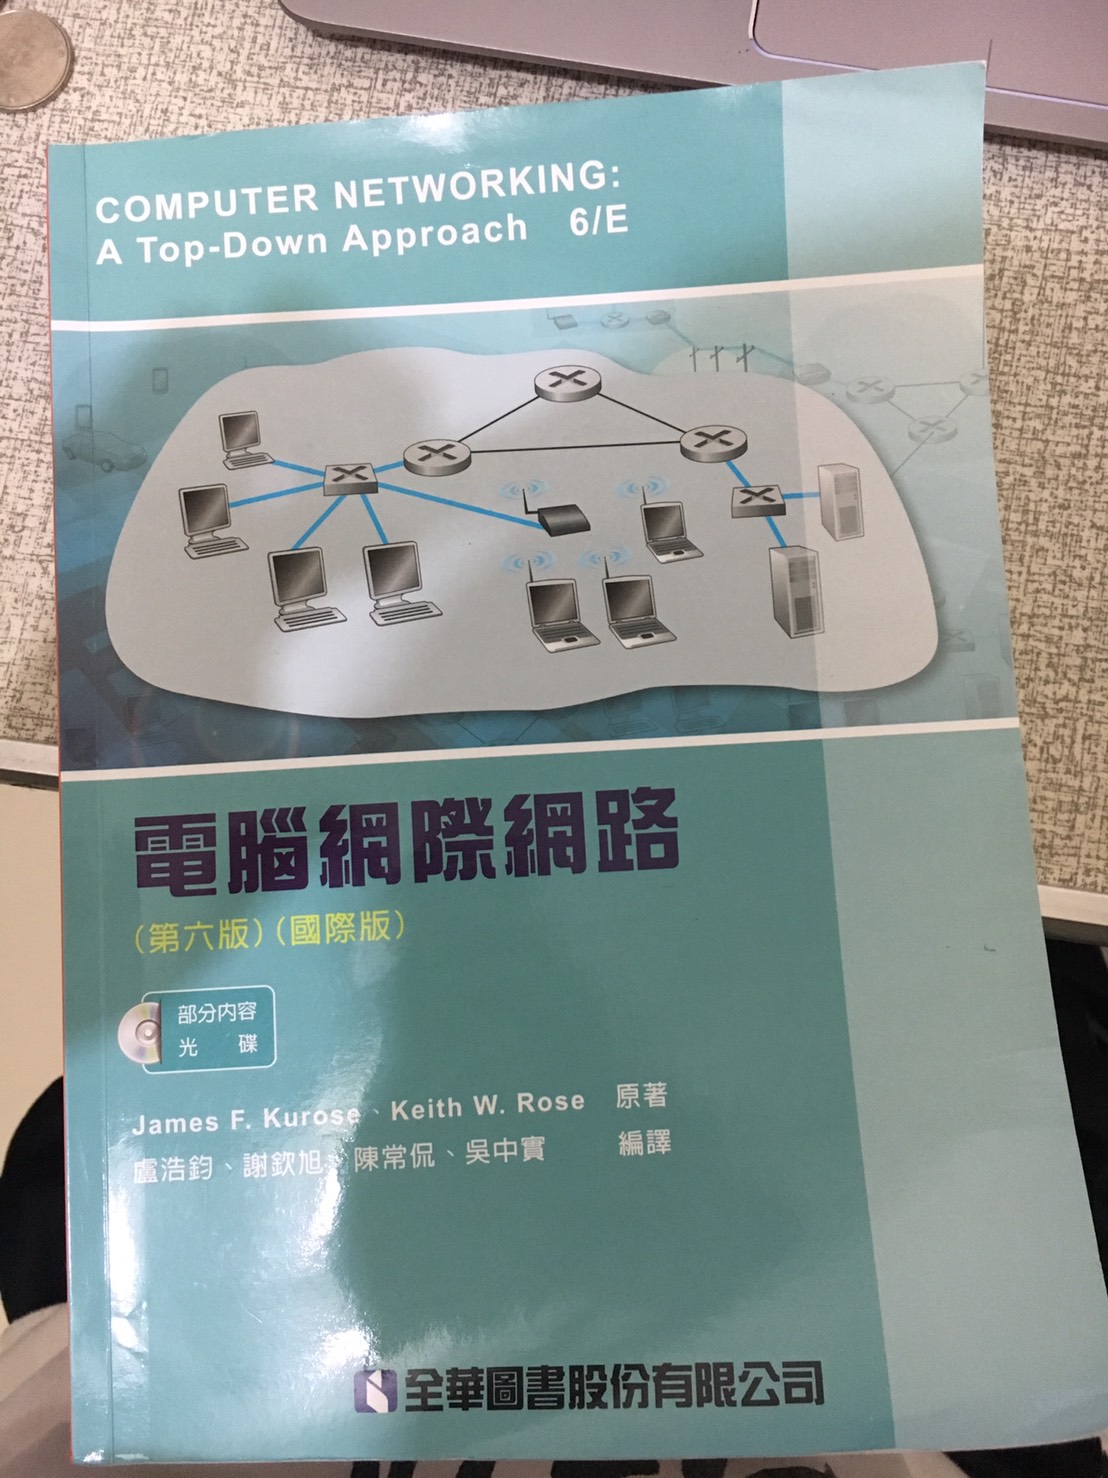 COMPUTER NETWORKING:
A Top-Down Approach 6/E
電腦網際網路
(第六版)(國際版)
部分內容
光 碟
James F. Kurose、Keith W. Rose 原著
盧浩鈞、謝欽旭、陳常侃、吳中實 編譯
全華圖書股份有限公司